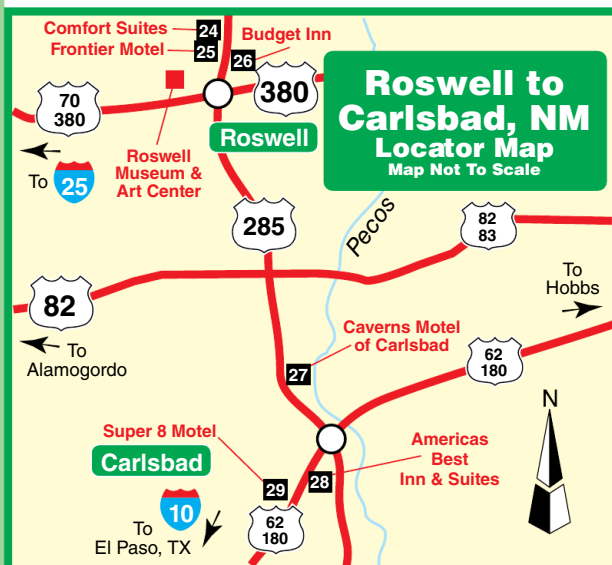 Comfort Suites
24
Frontier Motel
25
Budget Inn
26
Roswell to
Carlsbad, NM
Locator Map
Map Not To Scale
70
380
380
Roswell
Roswell
Museum &
Art Center
To
25
285
Pecos
82
83
To
Hobbs
82
To
Alamogordo
Caverns Motel
of Carlsbad
27
62
180
N
Super 8 Motel
Carlsbad
Americas
Best
Inn & Suites
29
28
10
62
180
To
El Paso, TX